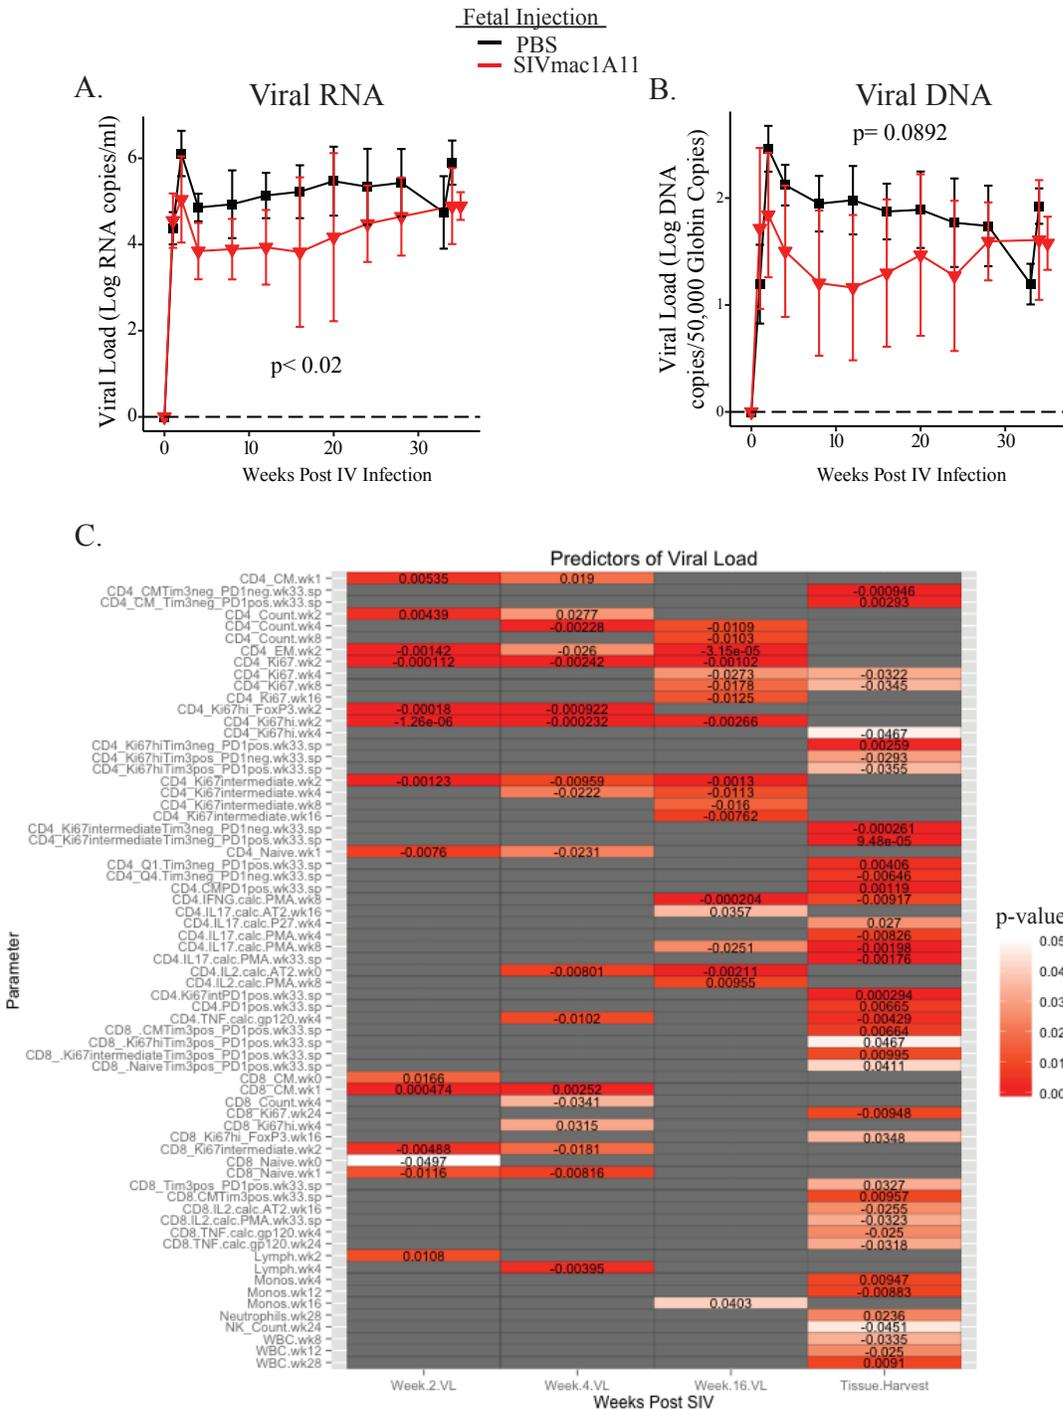 Fetal Injection
PBS
SIVmac1A11
A.
Viral RNA
Viral Load (Log RNA copies/ml)
6
4
2
0
p< 0.02
0 10 20 30
Weeks Post IV Infection
B.
Viral DNA
Viral Load (Log DNA
copies/50,000 Globin Copies)
p= 0.0892
2
1
0
0 10 20 30
Weeks Post IV Infection
C.
Predictors of Viral Load
Parameter
CD4_CM.wk1 0.00535 0.019
CD4_CMTim3neg_PD1neg.wk33.sp -0.000946
CD4_CM_Tim3neg_PD1pos.wk33.sp 0.00293
CD4_Count.wk2 0.00439 0.0277
CD4_Count.wk4 -0.00228 -0.0109
CD4_Count.wk8 -0.0103
CD4_EM.wk2 -0.00142 -0.026 -3.15e-05
CD4_Ki67.wk2 -0.000112 -0.00242 -0.00102
CD4_Ki67.wk4 -0.0273 -0.0322
CD4_Ki67.wk8 -0.0178 -0.0345
CD4_Ki67.wk16 -0.0125
CD4_Ki67hi_FoxP3.wk2 -0.00018 -0.000922
CD4_Ki67hi.wk2 -1.26e-06 -0.000232 -0.00266
CD4_Ki67hi.wk4 -0.0467
CD4_Ki67hiTim3neg_PD1pos.wk33.sp 0.00259
CD4_Ki67hiTim3pos_PD1neg.wk33.sp -0.0293
CD4_Ki67hiTim3pos_PD1pos.wk33.sp -0.0355
CD4_Ki67intermediate.wk2 -0.00123 -0.00959 -0.0013
CD4_Ki67intermediate.wk4 -0.0222 -0.0113
CD4_Ki67intermediate.wk8 -0.016
CD4_Ki67intermediate.wk16 -0.00762
CD4_Ki67intermediateTim3neg_PD1neg.wk33.sp -0.000261
CD4_Ki67intermediateTim3neg_PD1pos.wk33.sp 9.48e-05
CD4_Naive.wk1 -0.0076 -0.0231
CD4_Q1.Tim3neg_PD1pos.wk33.sp 0.00406
CD4_Q4.Tim3neg_PD1neg.wk33.sp -0.00646
CD4.CMPD1pos.wk33.sp 0.00119
CD4.IFNG.calc.PMA.wk8 -0.000204 -0.00917
CD4.IL17.calc.AT2.wk16 0.0357
CD4.IL17.calc.P27.wk4 0.027
CD4.IL17.calc.PMA.wk4 -0.00826
CD4.IL17.calc.PMA.wk8 -0.0251 -0.00198
CD4.IL17.calc.PMA.wk33.sp -0.00176
CD4.IL2.calc.AT2.wk0 -0.00801 -0.00211
CD4.IL2.calc.PMA.wk8 0.00955
CD4.Ki67intPD1pos.wk33.sp 0.000294
CD4.PD1pos.wk33.sp 0.00665
CD4.TNF.calc.gp120.wk4 -0.0102 -0.00429
CD8_.CMTim3pos_PD1pos.wk33.sp 0.00664
CD8_.Ki67hiTim3pos_PD1pos.wk33.sp 0.0467
CD8_.Ki67intermediateTim3pos_PD1pos.wk33.sp 0.00995
CD8_.NaiveTim3pos_PD1pos.wk33.sp 0.0411
CD8_CM.wk0 0.0166
CD8_CM.wk1 0.000474 0.00252
CD8_Count.wk4 -0.0341
CD8_Ki67.wk24 -0.00948
CD8_Ki67hi.wk4 0.0315
CD8_Ki67hi_FoxP3.wk16 0.0348
CD8_Ki67intermediate.wk2 -0.00488 -0.0181
CD8_Naive.wk0 -0.0497
CD8_Naive.wk1 -0.0116 -0.00816
CD8_Tim3pos_PD1pos.wk33.sp 0.0327
CD8.CMTim3pos.wk33.sp 0.00957
CD8.IL2.calc.AT2.wk16 -0.0255
CD8.IL2.calc.PMA.wk33.sp -0.0323
CD8.TNF.calc.gp120.wk4 -0.025
CD8.TNF.calc.gp120.wk24 -0.0318
Lymph.wk2 0.0108
Lymph.wk4 -0.00395
Monos.wk4 0.00947
Monos.wk12 -0.00883
Monos.wk16 0.0403
Neutrophils.wk28 0.0236
NK_Count.wk24 -0.0451
WBC.wk8 -0.0335
WBC.wk12 -0.025
WBC.wk28 0.0091
Week.2.VL Week.4.VL Week.16.VL Tissue.Harvest
Weeks Post SIV
p-value
0.05
0.04
0.03
0.02
0.01
0.00